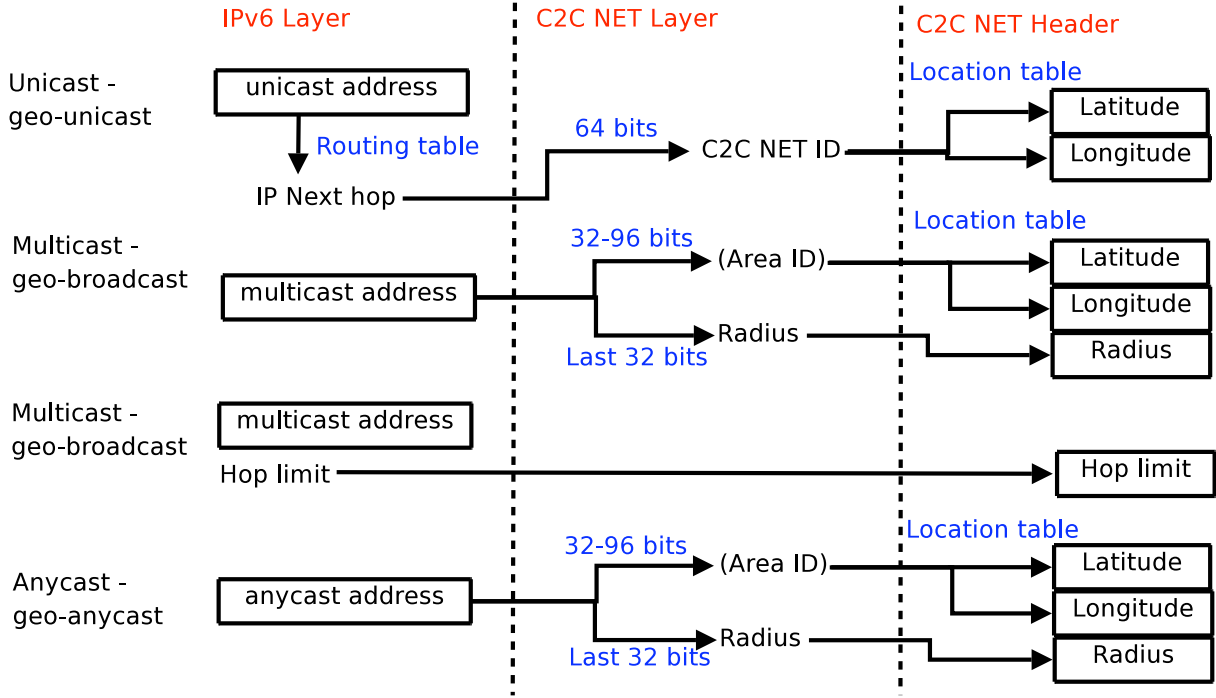 IPv6 Layer
C2C NET Layer
C2C NET Header
Unicast -
geo-unicast
unicast address
Routing table
IP Next hop
64 bits
C2C NET ID
Location table
Latitude
Longitude
Multicast -
geo-broadcast
multicast address
32-96 bits
(Area ID)
Last 32 bits
Radius
Location table
Latitude
Longitude
Radius
Multicast -
geo-broadcast
multicast address
Hop limit
Hop limit
Anycast -
geo-anycast
anycast address
32-96 bits
(Area ID)
Last 32 bits
Radius
Location table
Latitude
Longitude
Radius